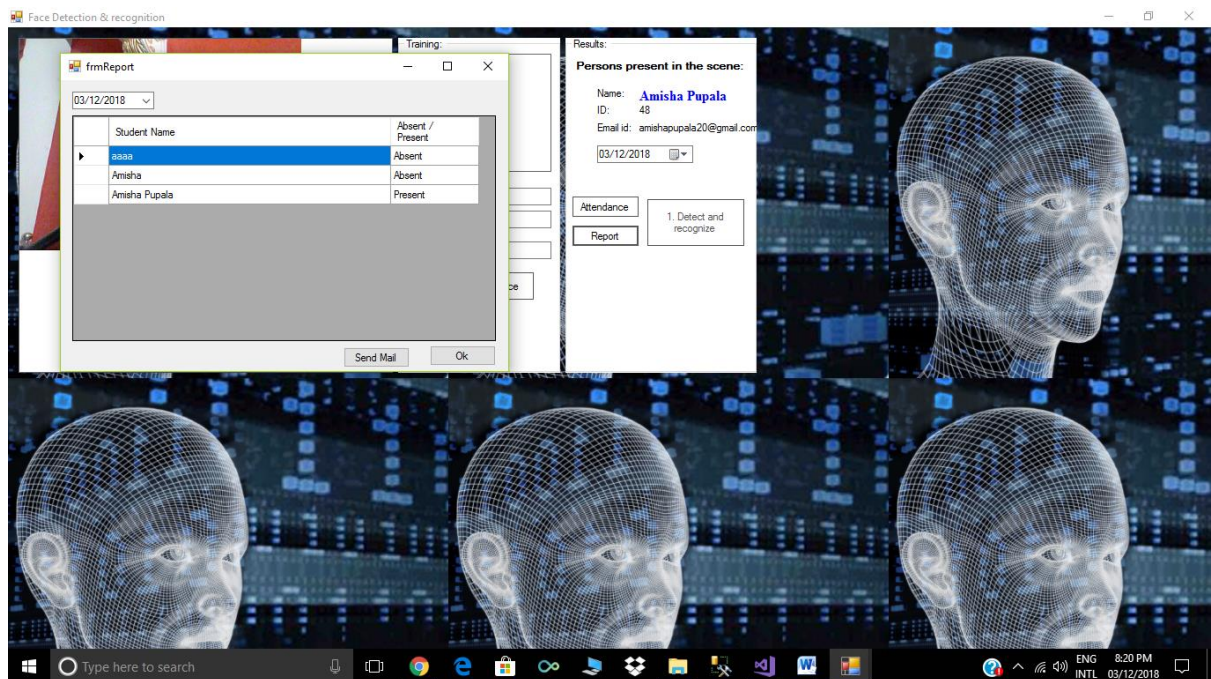 Face Detection & recognition
frmReport
03/12/2018
Student Name
Absent /
Present
aaaa
Absent
Amisha
Absent
Amisha Pupala
Present
Send Mail
Ok
Training:
ce
Results:
Persons present in the scene:
Name:
Amisha Pupala
ID:
48
Email id:
amishapupala20@gmail.com
03/12/2018
Attendance
Report
1. Detect and
recognize
Type here to search
ENG
INTL
8:20 PM
03/12/2018